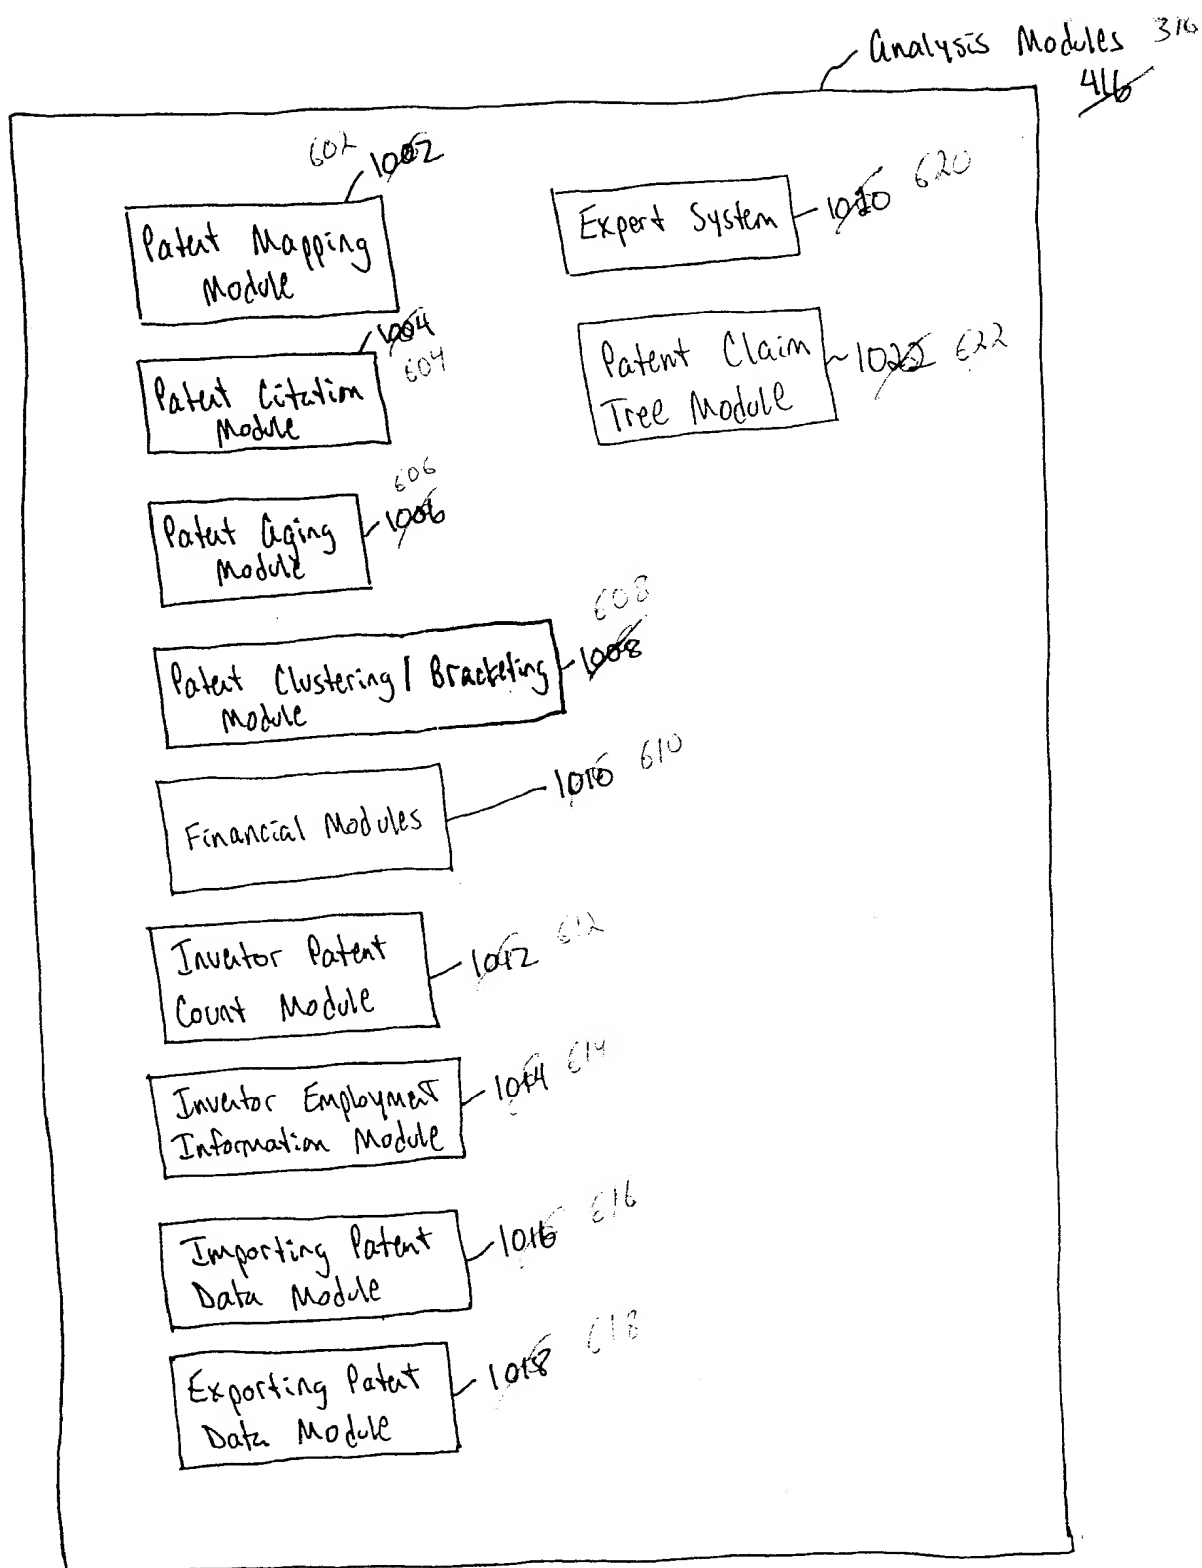 Analysis Modules 316
416
602
1002
Patent Mapping
Module
1004
604
Patent Citation
Module
606
1006
Patent Aging
Module
608
1008
Patent Clustering / Bracketing
Module
1010 610
Financial Modules
1012 612
Inventor Patent
Count Module
1014 614
Inventor Employment
Information Module
1016 616
Importing Patent
Data Module
1018 618
Exporting Patent
Data Module
Expert System
1020 620
Patent Claim
Tree Module
1022 622